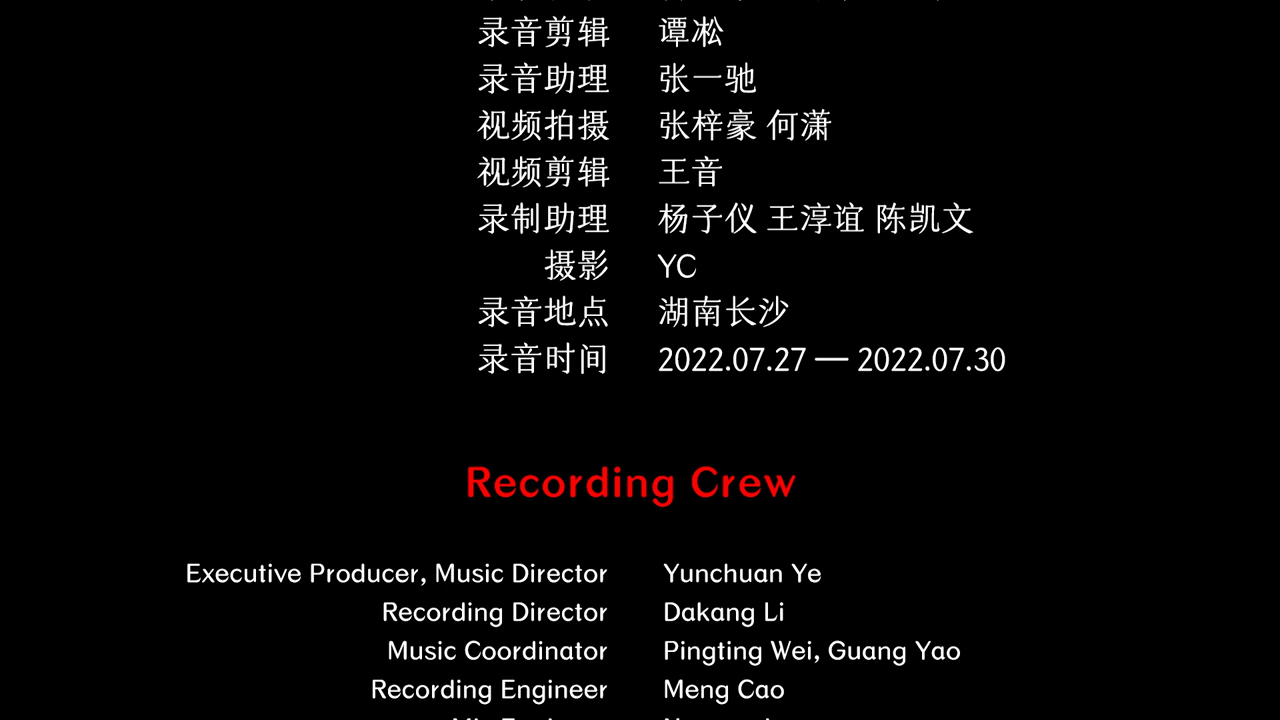 录音剪辑 谭凇
录音助理 张一驰
视频拍摄 张梓豪 何潇
视频剪辑 王音
录制助理 杨子仪 王淳谊 陈凯文
摄影 YC
录音地点 湖南长沙
录音时间 2022.07.27 — 2022.07.30
Recording Crew
Executive Producer, Music Director Yunchuan Ye
Recording Director Dakang Li
Music Coordinator Pingting Wei, Guang Yao
Recording Engineer Meng Cao